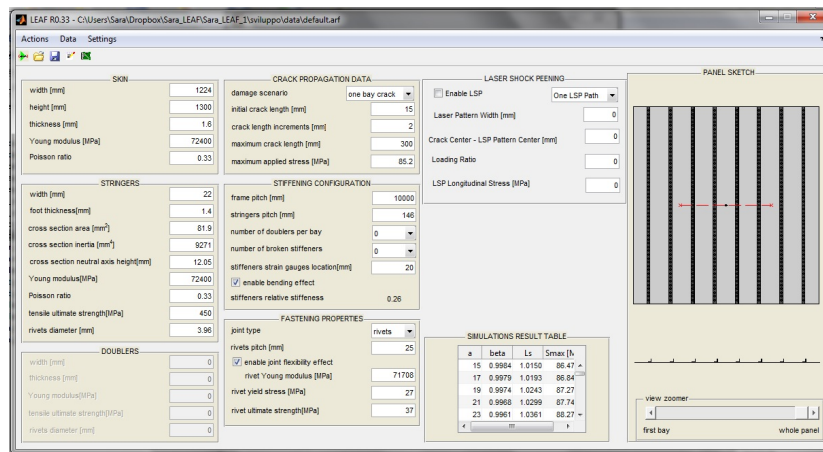 LEAF R0.33 - C:\Users\Sara\Dropbox\Sara_LEAF\Sara_LEAF_1\sviluppo\data\default.arf
Actions Data Settings
SKIN
width [mm] 1224
height [mm] 1300
thickness [mm] 1.6
Young modulus [MPa] 72400
Poisson ratio 0.33
STRINGERS
width [mm] 22
foot thickness[mm] 1.4
cross section area [mm²] 81.9
cross section inertia [mm⁴] 9271
cross section neutral axis height[mm] 12.05
Young modulus[MPa] 72400
Poisson ratio 0.33
tensile ultimate strength[MPa] 450
rivets diameter [mm] 3.96
DOUBLERS
width [mm] 0
thickness [mm] 0
Young modulus[MPa] 0
tensile ultimate strength[MPa] 0
rivets diameter [mm] 0
CRACK PROPAGATION DATA
damage scenario one bay crack
initial crack length [mm] 15
crack length increments [mm] 2
maximum crack length [mm] 300
maximum applied stress [MPa] 85.2
STIFFENING CONFIGURATION
frame pitch [mm] 10000
stringers pitch [mm] 146
number of doublers per bay 0
number of broken stiffeners 0
stiffeners strain gauges location[mm] 20
enable bending effect
stiffeners relative stiffeness 0.26
FASTENING PROPERTIES
joint type rivets
rivets pitch [mm] 25
enable joint flexibility effect
rivet Young modulus [MPa] 71708
rivet yield stress [MPa] 27
rivet ultimate strength[MPa] 37
LASER SHOCK PEENING
Enable LSP One LSP Path
Laser Pattern Width [mm] 0
Crack Center - LSP Pattern Center [mm] 0
Loading Ratio 0
LSP Longitudinal Stress [MPa] 0
SIMULATIONS RESULT TABLE
a beta Ls Smax [M
15 0.9984 1.0150 86.47
17 0.9979 1.0193 86.84
19 0.9974 1.0243 87.27
21 0.9968 1.0299 87.74
23 0.9961 1.0361 88.27
PANEL SKETCH
view zoomer
first bay whole panel